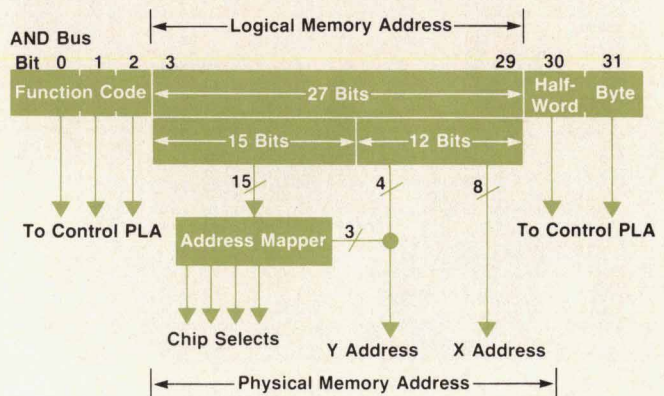 Logical Memory Address
AND Bus
Bit 0 1 2 3 29 30 31
Function Code
27 Bits
Half-Word
Byte
15 Bits
12 Bits
15 4 8
To Control PLA
Address Mapper
3
To Control PLA
Chip Selects
Y Address
X Address
Physical Memory Address